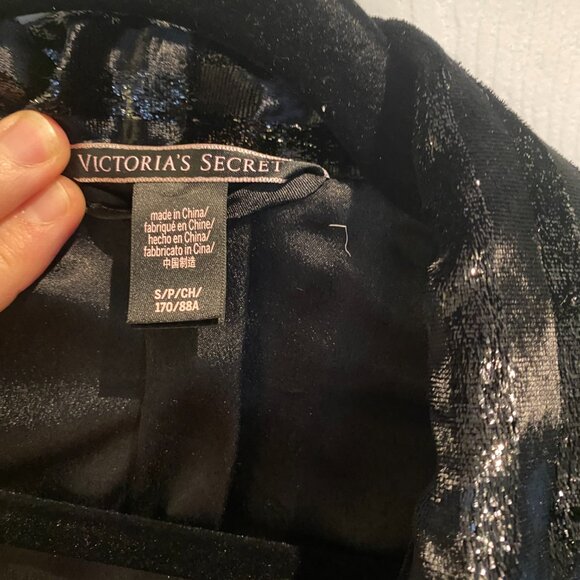 VICTORIA'S SECRET
made in China/
fabriqué en Chine/
hecho en China/
fabbricato in Cina/
中国制造
S/P/CH/
170/88A